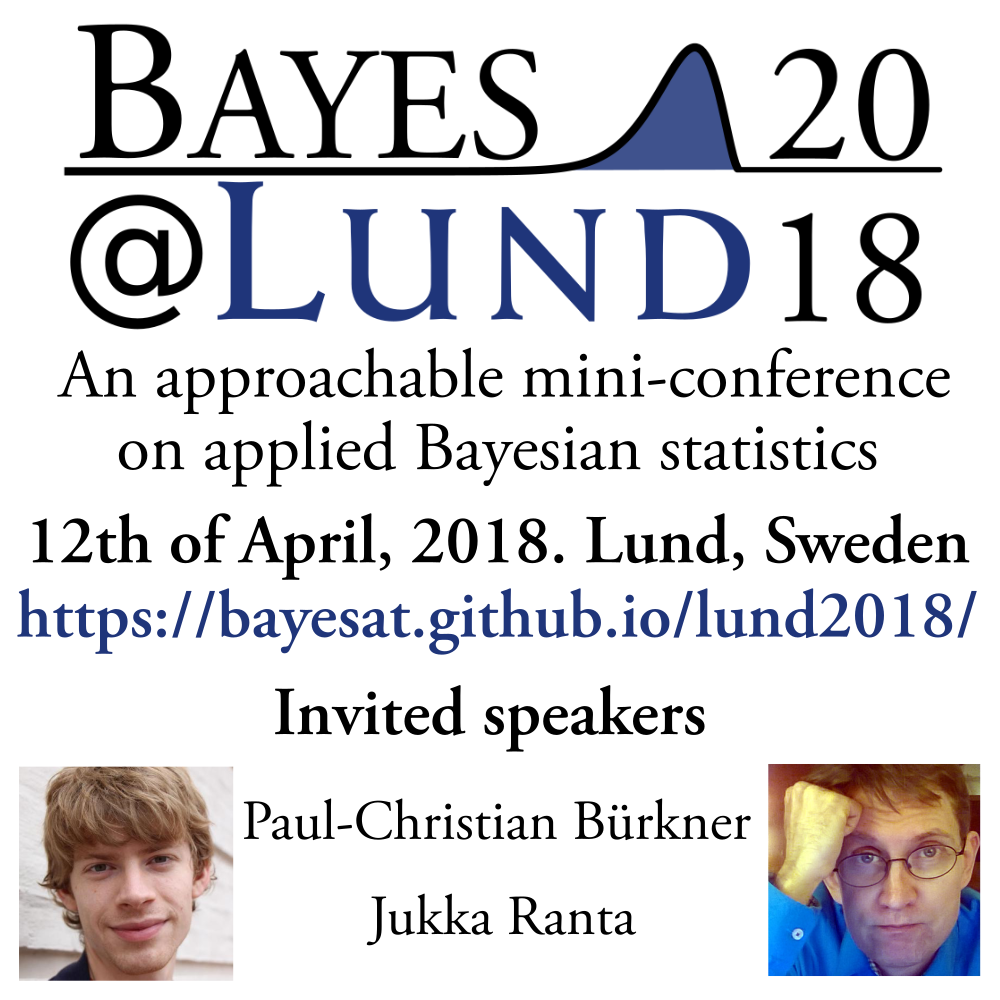 BAYES 20
@LUND18
An approachable mini-conference
on applied Bayesian statistics
12th of April, 2018. Lund, Sweden
https://bayesat.github.io/lund2018/
Invited speakers
Paul-Christian Bürkner
Jukka Ranta